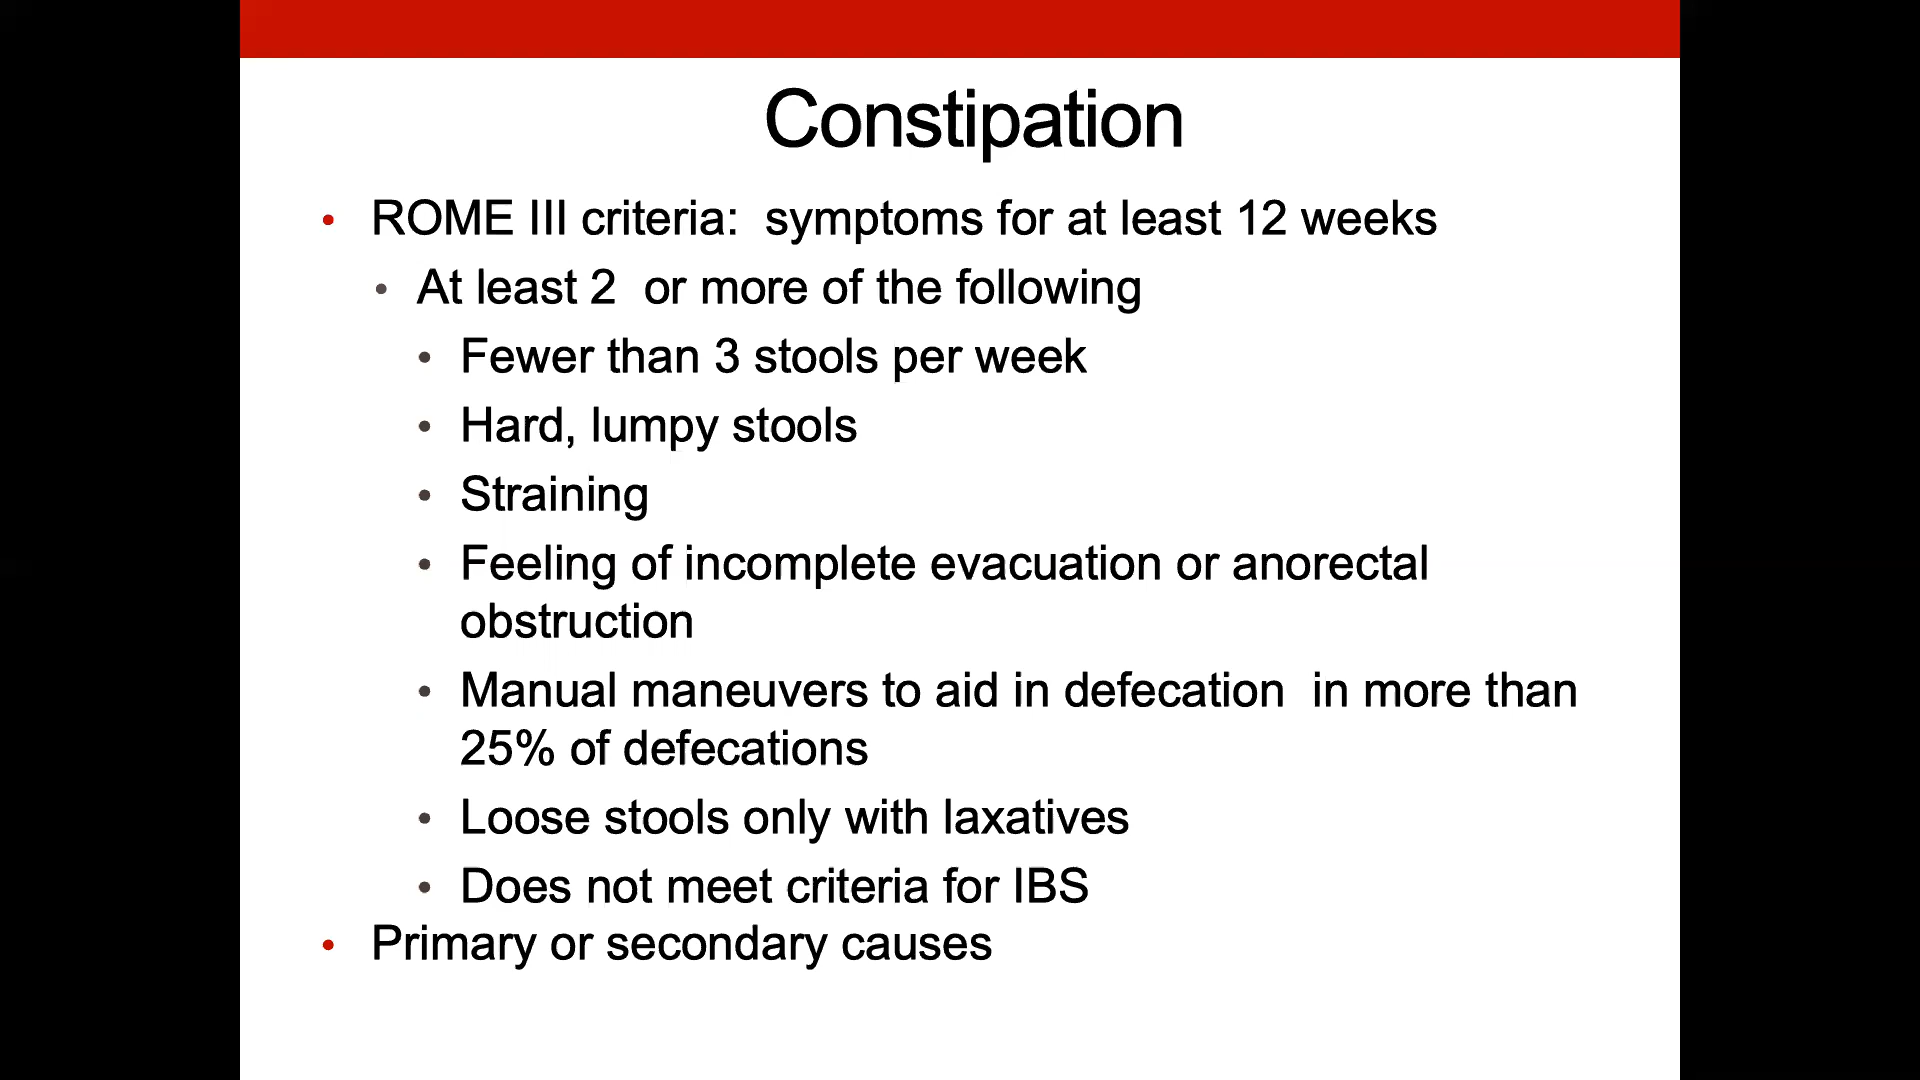 Constipation
• ROME III criteria:  symptoms for at least 12 weeks
• At least 2  or more of the following
• Fewer than 3 stools per week
• Hard, lumpy stools
• Straining
• Feeling of incomplete evacuation or anorectal
obstruction
• Manual maneuvers to aid in defecation  in more than
25% of defecations
• Loose stools only with laxatives
• Does not meet criteria for IBS
• Primary or secondary causes